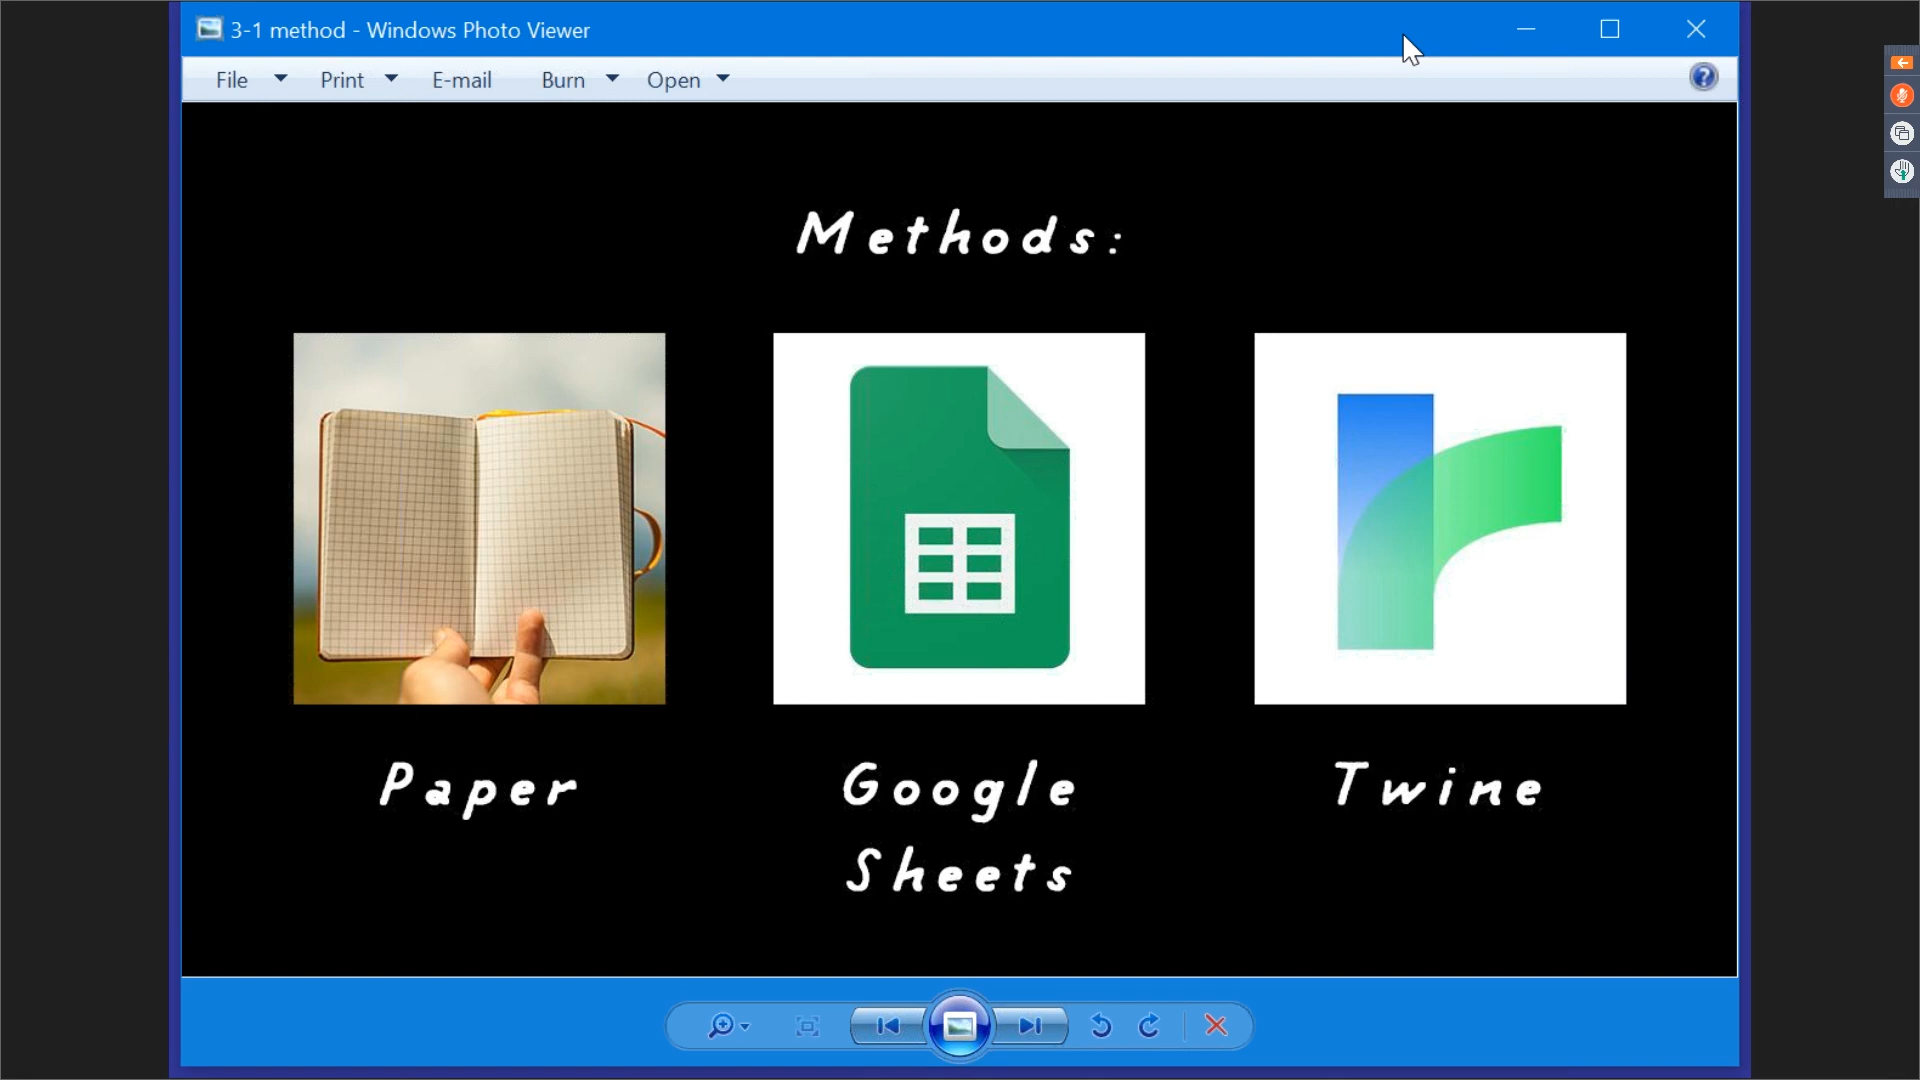 3-1 method - Windows Photo Viewer
File Print E-mail Burn Open
Methods:
Paper
Google
Sheets
Twine